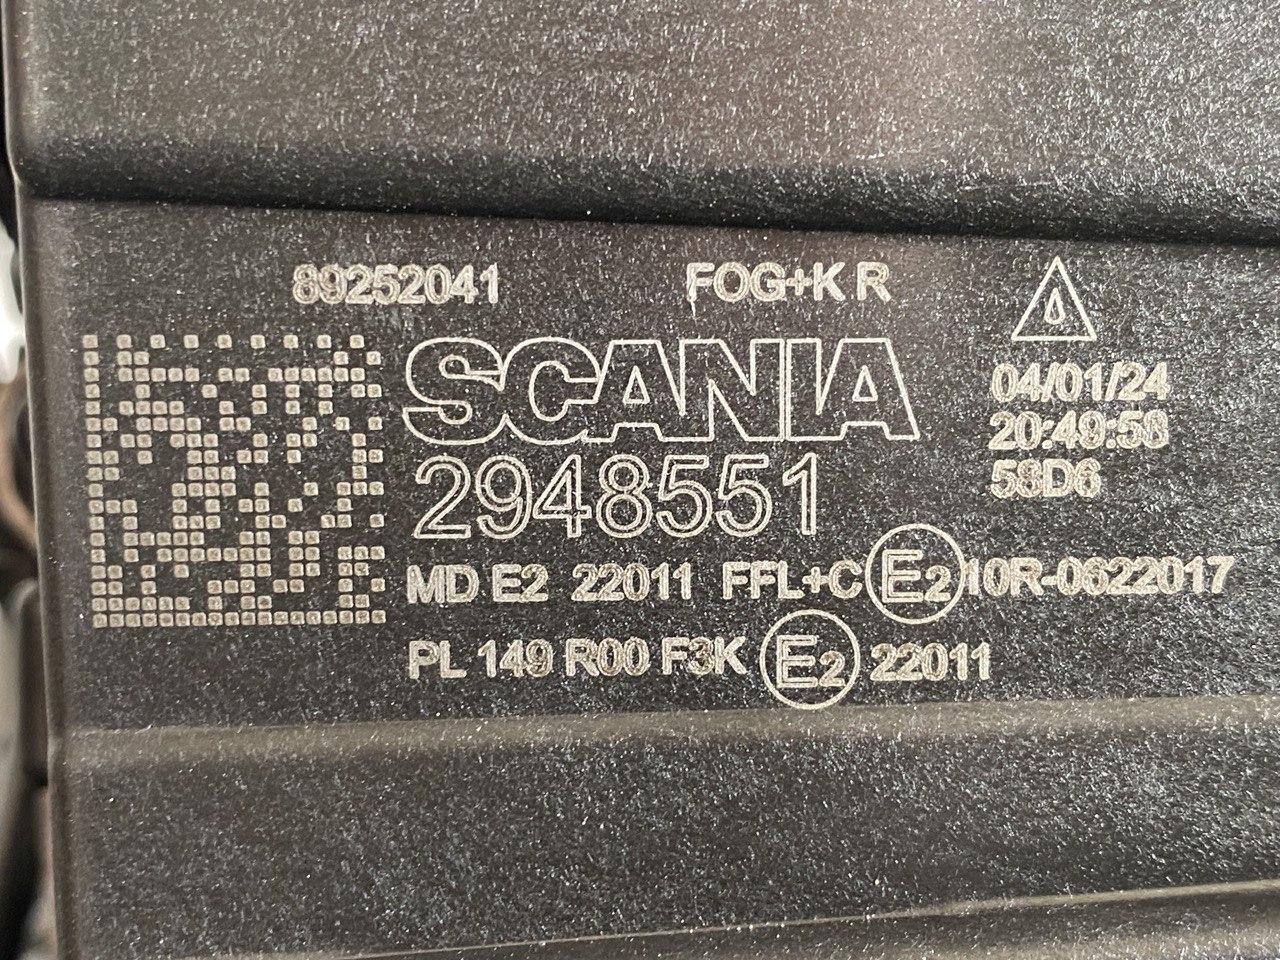 89252041 FOG+K R
SCANIA
04/01/24
20:49:58
58D6
2948551
MD E2 22011 FFL+C E2 10R-0622017
PL 149 R00 F3K E2 22011